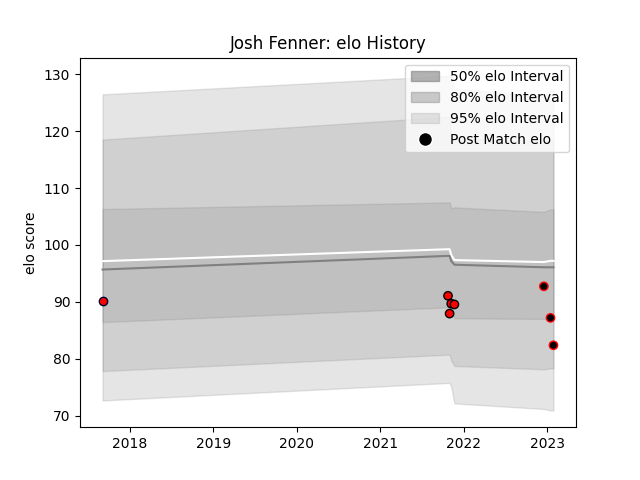 Josh Fenner: elo History
130
120
110
100
90
80
70
elo score
50% elo Interval
80% elo Interval
95% elo Interval
Post Match elo
2018
2019
2020
2021
2022
2023